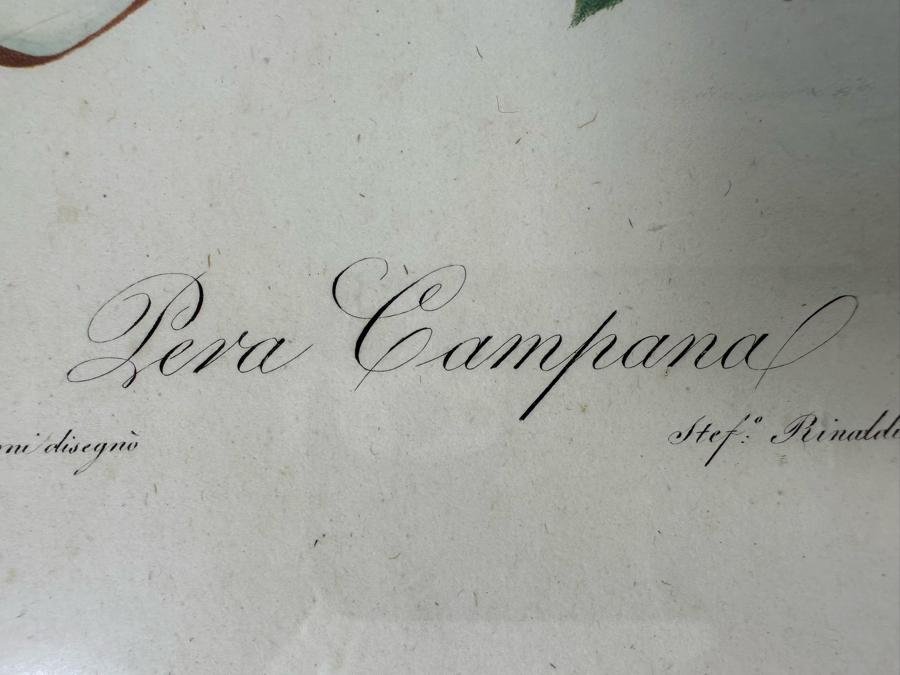 Pera Campana
disegnò Stef.º Rinaldi